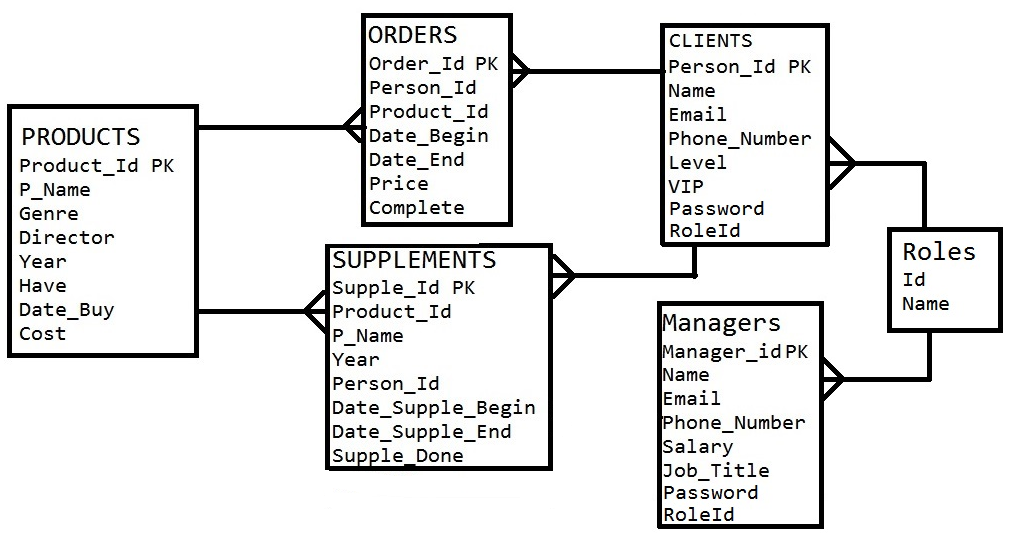 PRODUCTS
Product_Id PK
P_Name
Genre
Director
Year
Have
Date_Buy
Cost
ORDERS
Order_Id PK
Person_Id
Product_Id
Date_Begin
Date_End
Price
Complete
SUPPLEMENTS
Supple_Id PK
Product_Id
P_Name
Year
Person_Id
Date_Supple_Begin
Date_Supple_End
Supple_Done
CLIENTS
Person_Id PK
Name
Email
Phone_Number
Level
VIP
Password
RoleId
Managers
Manager_id PK
Name
Email
Phone_Number
Salary
Job_Title
Password
RoleId
Roles
Id
Name